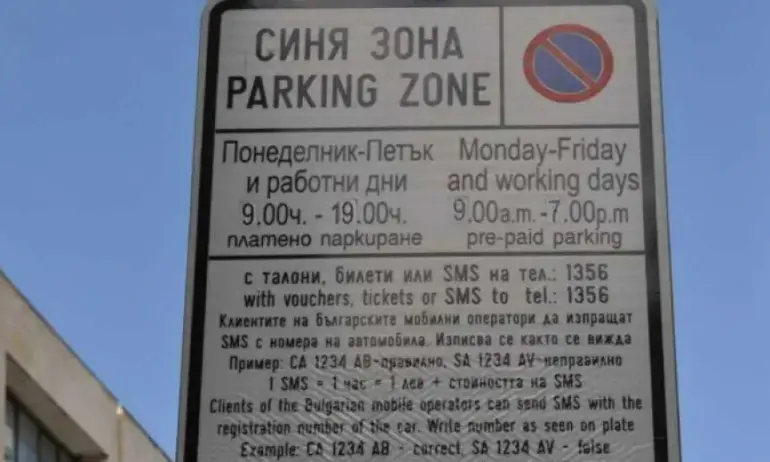 СИНЯ ЗОНА
PARKING ZONE
Понеделник-Петък
и работни дни
9.00ч. - 19.00ч.
платено паркиране
Monday-Friday
and working days
9.00a.m.-7.00p.m
pre-paid parking
с талони, билети или SMS на тел.: 1356
with vouchers, tickets or SMS to tel.: 1356
Клиентите на българските мобилни оператори да изпращат
SMS с номера на автомобила. Изписва се както се вижда
Пример: CA 1234 AB-правилно, SA 1234 AV-неправилно
1 SMS = 1 час = 1 лев + стойността на SMS
Clients of the Bulgarian mobile operators can send SMS with the
registration number of the car. Write number as seen on plate
Example: CA 1234 AB - correct, SA 1234 AV - false